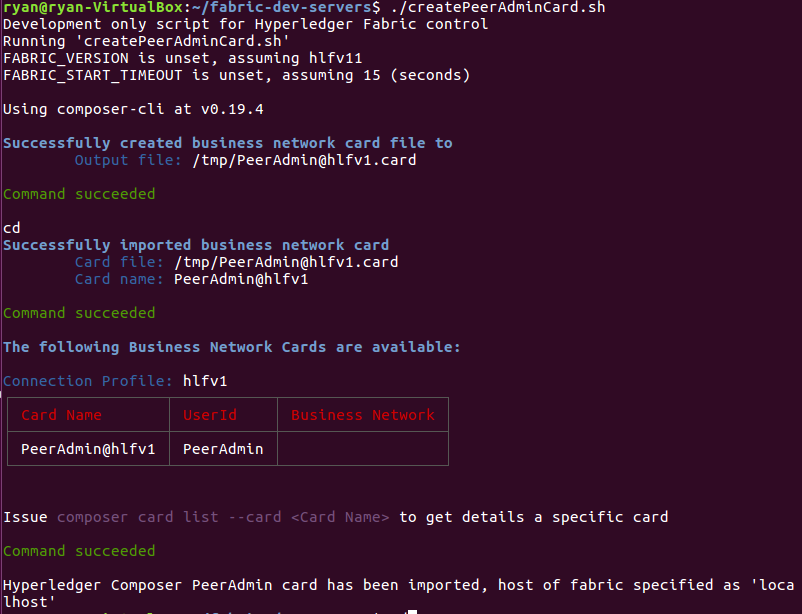 ryan@ryan-VirtualBox:~/fabric-dev-servers$ ./createPeerAdminCard.sh
Development only script for Hyperledger Fabric control
Running 'createPeerAdminCard.sh'
FABRIC_VERSION is unset, assuming hlfv11
FABRIC_START_TIMEOUT is unset, assuming 15 (seconds)
Using composer-cli at v0.19.4
Successfully created business network card file to
Output file: /tmp/PeerAdmin@hlfv1.card
Command succeeded
cd
Successfully imported business network card
Card file: /tmp/PeerAdmin@hlfv1.card
Card name: PeerAdmin@hlfv1
Command succeeded
The following Business Network Cards are available:
Connection Profile: hlfv1
Card Name UserId Business Network
PeerAdmin@hlfv1 PeerAdmin
Issue composer card list --card <Card Name> to get details a specific card
Command succeeded
Hyperledger Composer PeerAdmin card has been imported, host of fabric specified as 'loca
lhost'